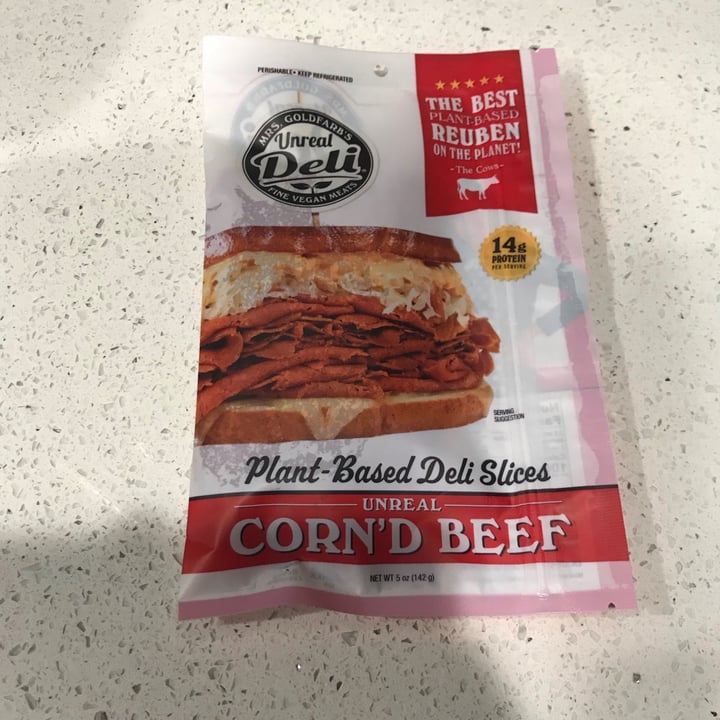 PERISHABLE • KEEP REFRIGERATED
MRS. GOLDFARB'S
Unreal
Deli
FINE VEGAN MEATS
THE BEST
PLANT-BASED
REUBEN
ON THE PLANET!
- The Cows -
14g
PROTEIN
PER SERVING
SERVING
SUGGESTION
Plant-Based Deli Slices
UNREAL
CORN'D BEEF
NET WT 5 oz (142 g)